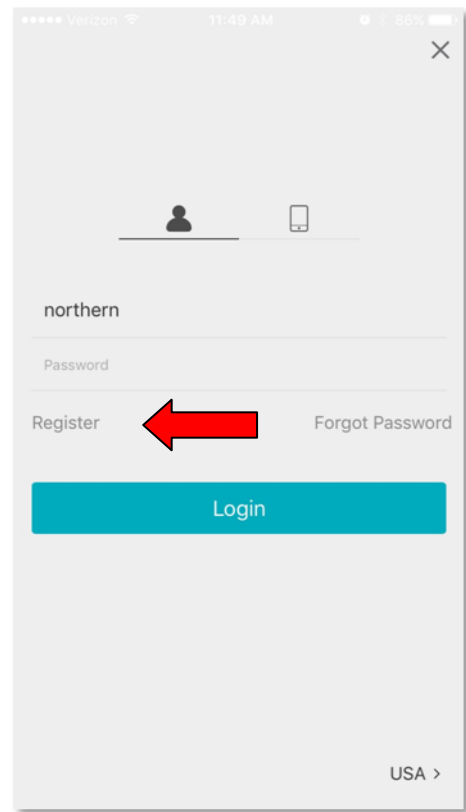 Verizon 11:49 AM 86%
northern
Password
Register Forgot Password
Login
USA >